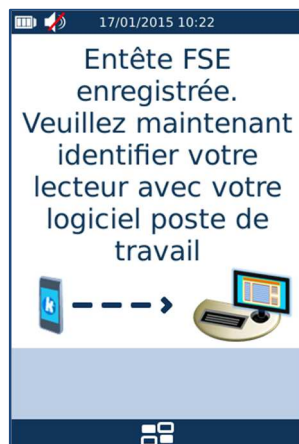 17/01/2015 10:22
Entête FSE
enregistrée.
Veuillez maintenant
identifier votre
lecteur avec votre
logiciel poste de
travail